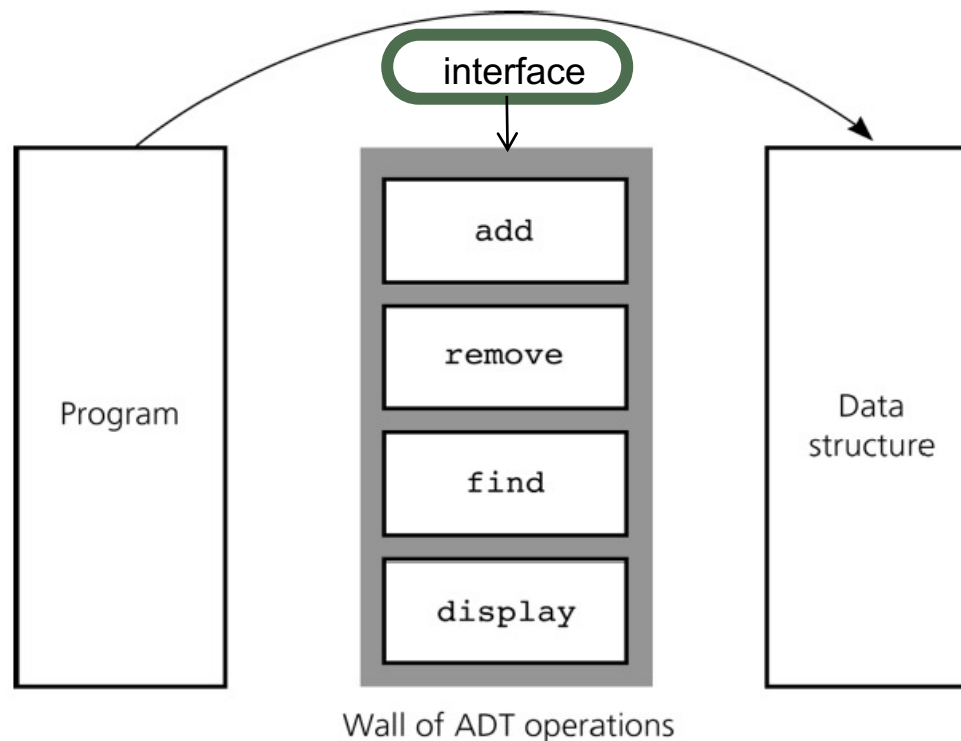 interface
add
remove
find
display
Program
Data
structure
Wall of ADT operations